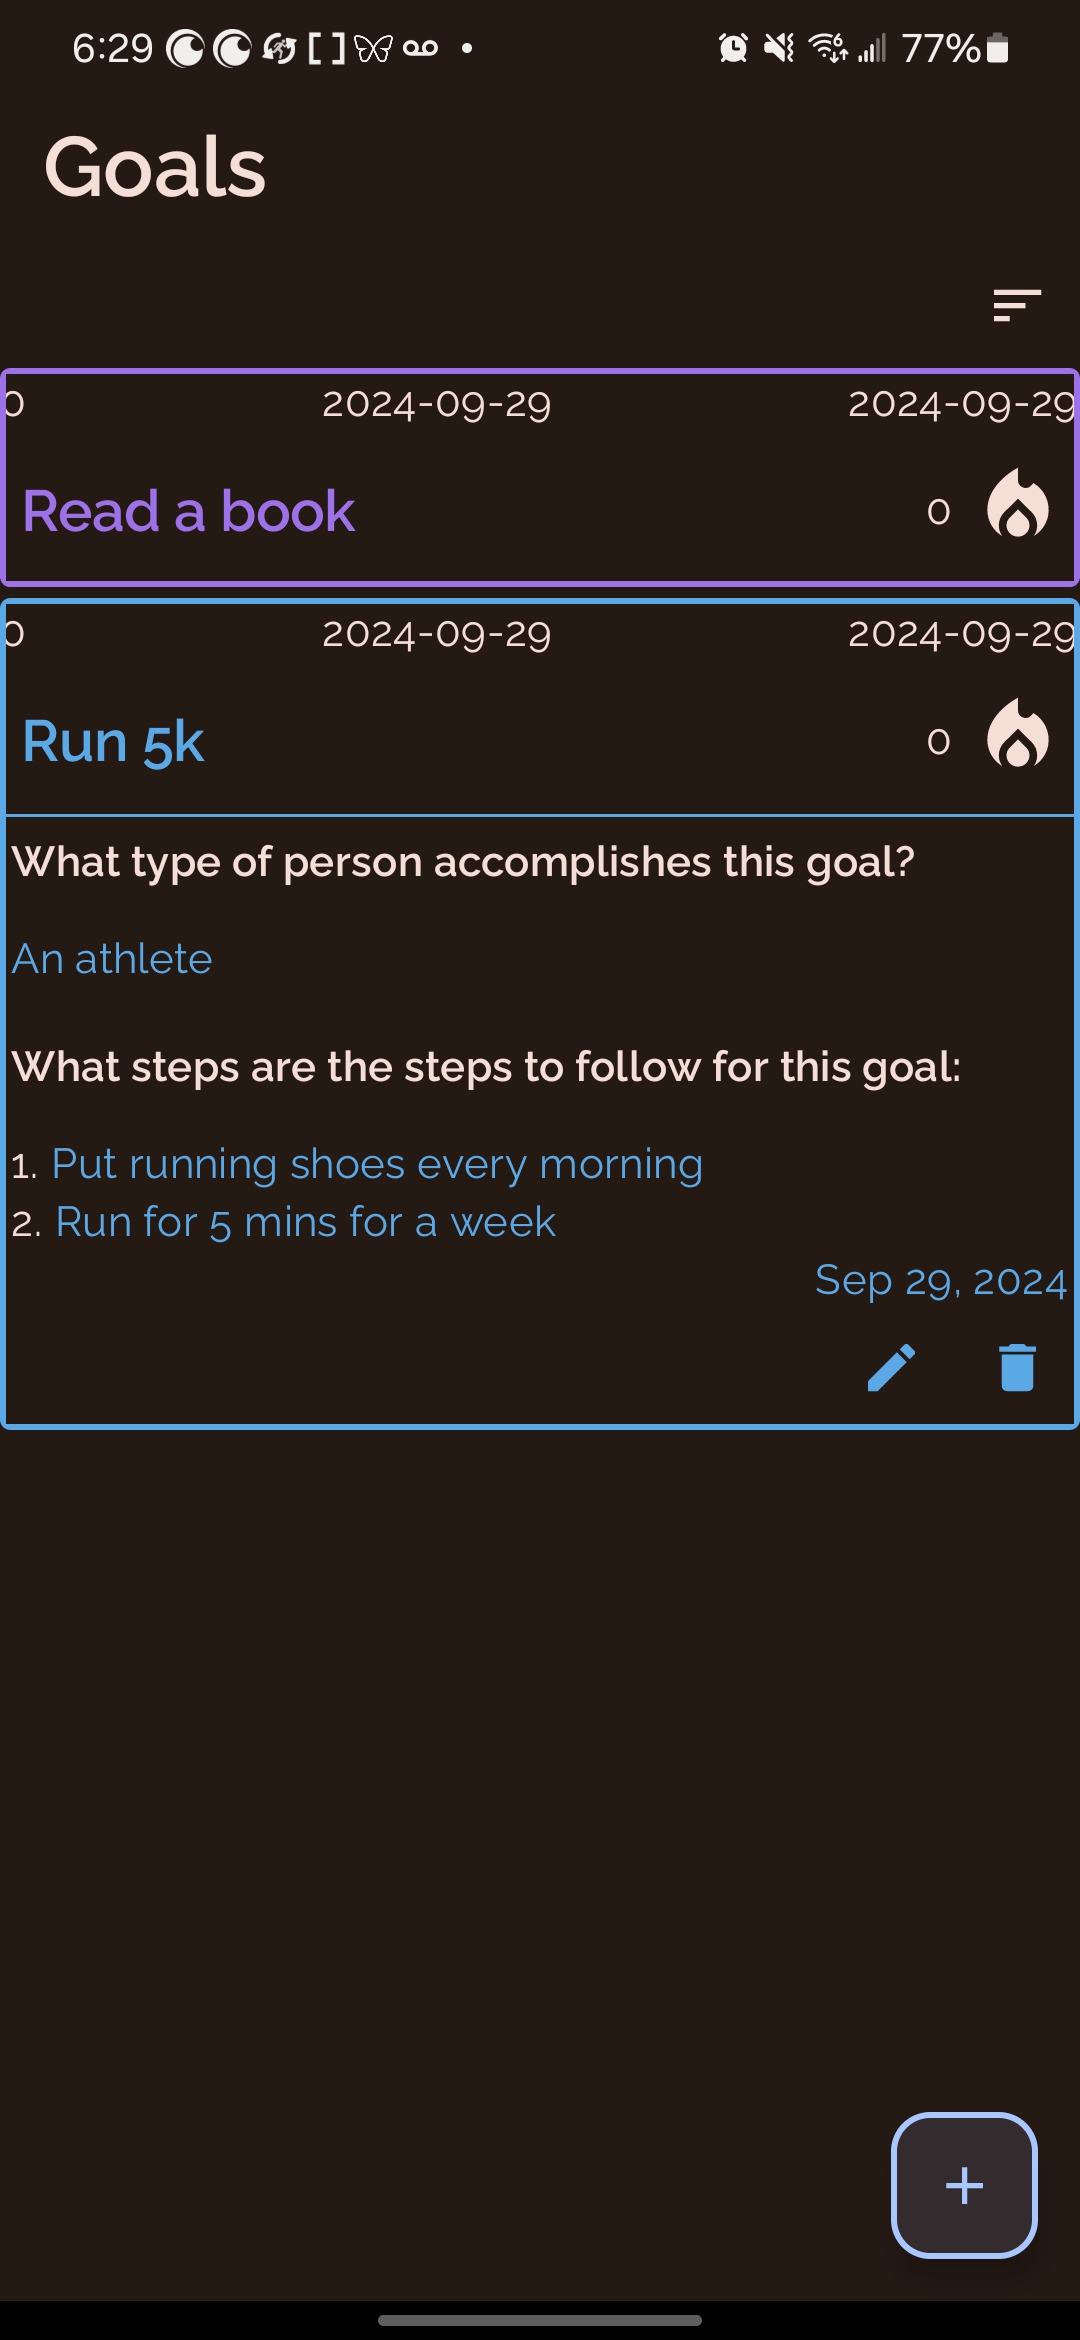 6:29 77%
Goals
0 2024-09-29 2024-09-29
Read a book 0
0 2024-09-29 2024-09-29
Run 5k 0
What type of person accomplishes this goal?
An athlete
What steps are the steps to follow for this goal:
1. Put running shoes every morning
2. Run for 5 mins for a week
Sep 29, 2024